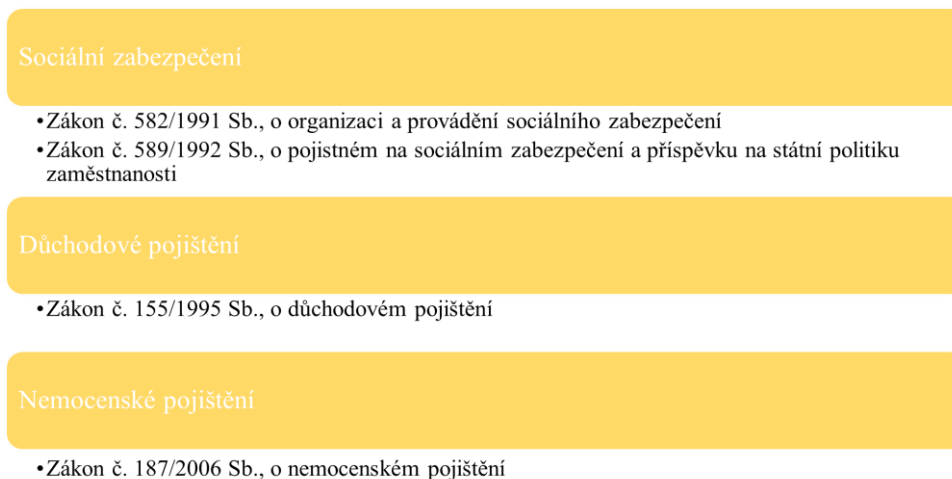 Sociální zabezpečení
•Zákon č. 582/1991 Sb., o organizaci a provádění sociálního zabezpečení
•Zákon č. 589/1992 Sb., o pojistném na sociálním zabezpečení a příspěvku na státní politiku
zaměstnanosti
Důchodové pojištění
•Zákon č. 155/1995 Sb., o důchodovém pojištění
Nemocenské pojištění
•Zákon č. 187/2006 Sb., o nemocenském pojištění